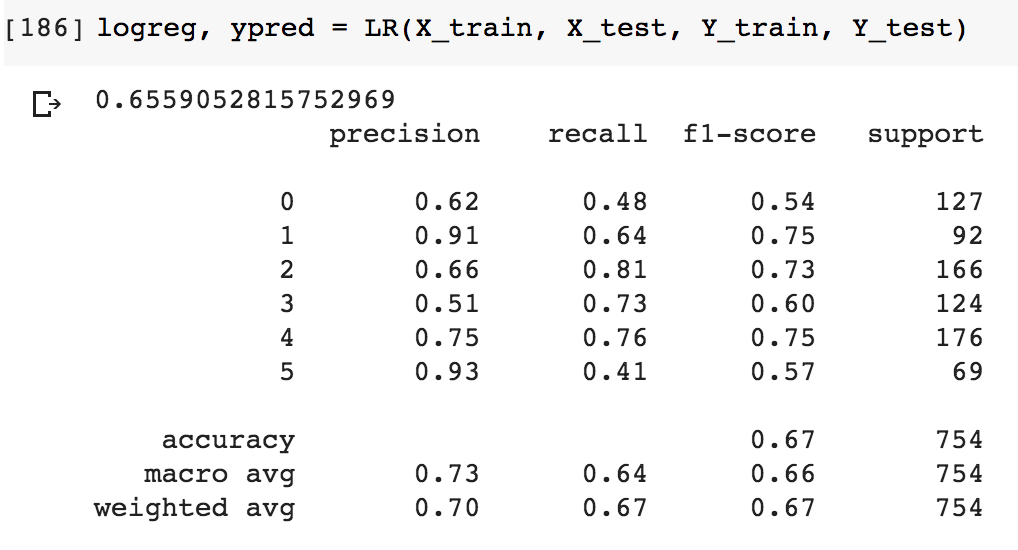 [186] logreg, ypred = LR(X_train, X_test, Y_train, Y_test)
0.6559052815752969
precision recall f1-score support
0 0.62 0.48 0.54 127
1 0.91 0.64 0.75 92
2 0.66 0.81 0.73 166
3 0.51 0.73 0.60 124
4 0.75 0.76 0.75 176
5 0.93 0.41 0.57 69
accuracy 0.67 754
macro avg 0.73 0.64 0.66 754
weighted avg 0.70 0.67 0.67 754